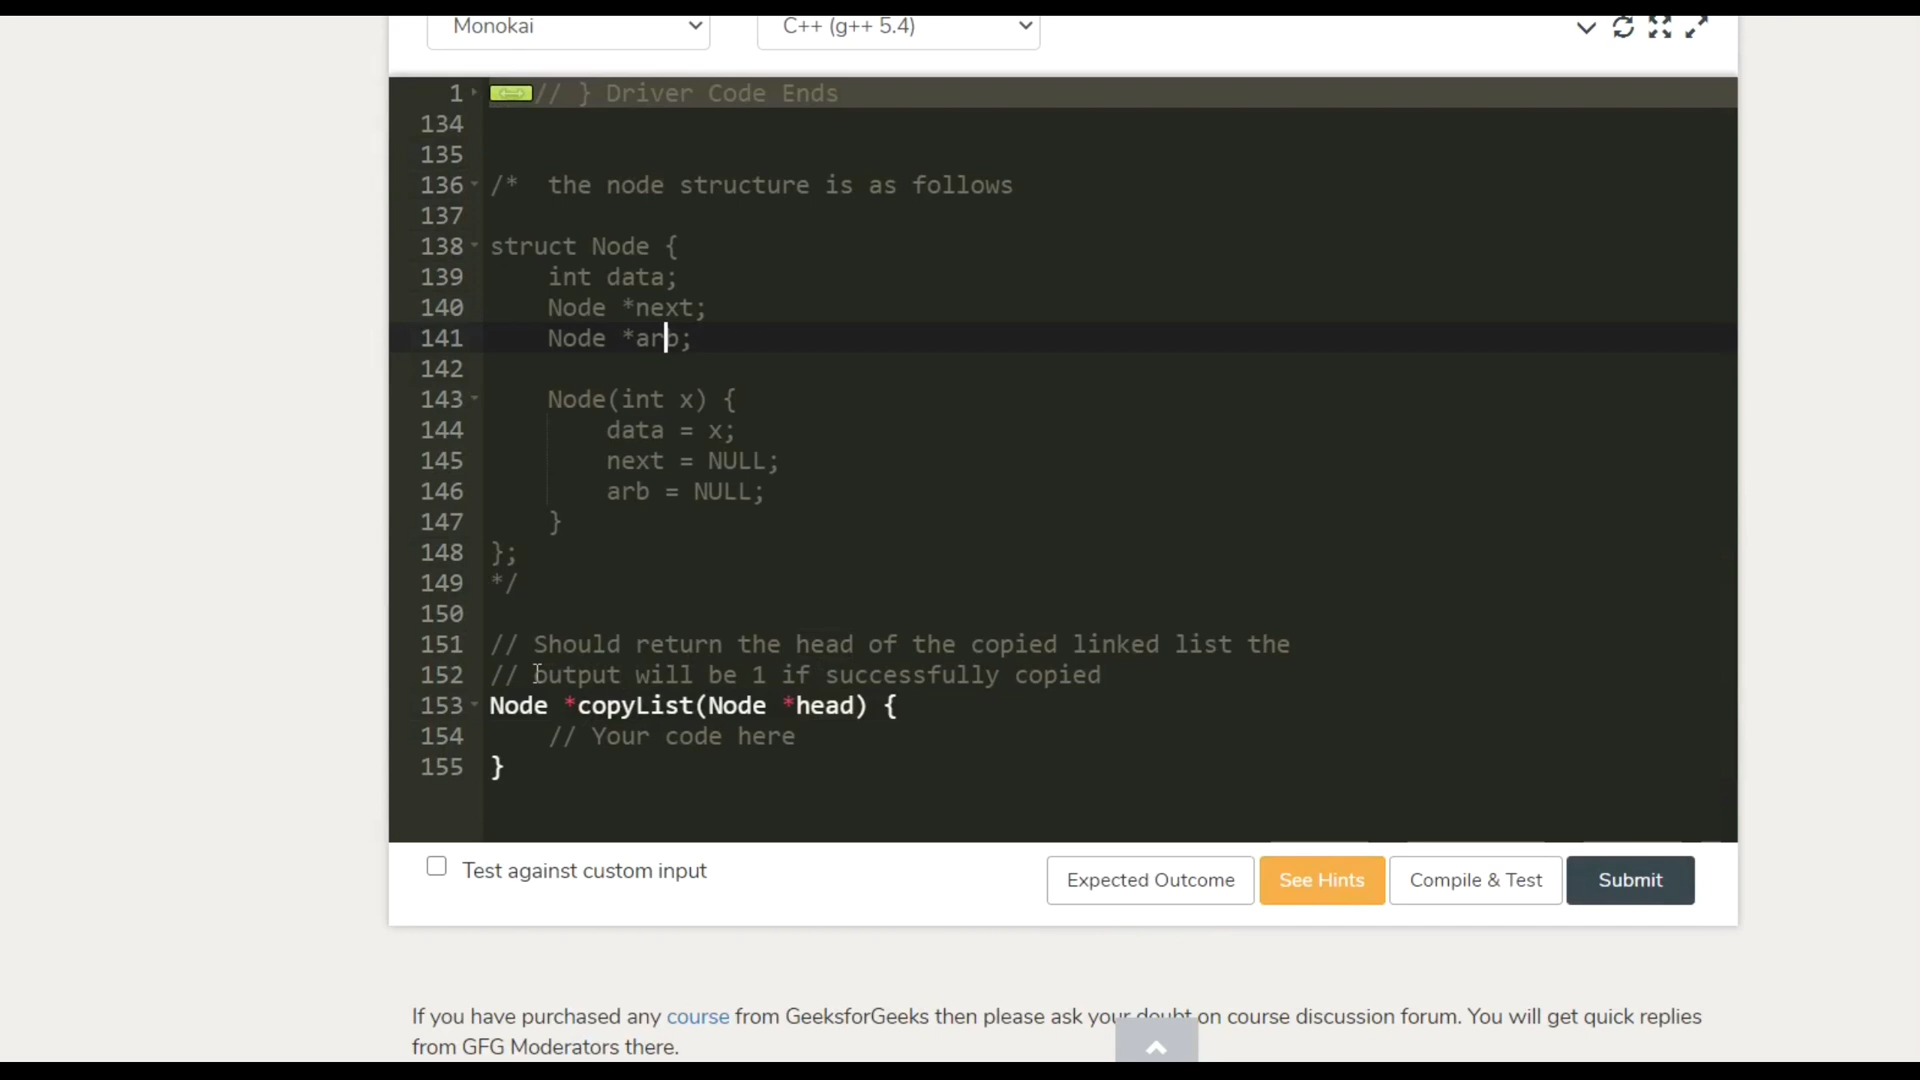 Monokai
C++ (g++ 5.4)
1 // } Driver Code Ends
134
135
136 /*  the node structure is as follows
137
138 struct Node {
139     int data;
140     Node *next;
141     Node *arb;
142
143     Node(int x) {
144         data = x;
145         next = NULL;
146         arb = NULL;
147     }
148 };
149 */
150
151 // Should return the head of the copied linked list the
152 // output will be 1 if successfully copied
153 Node *copyList(Node *head) {
154     // Your code here
155 }
Test against custom input
Expected Outcome
See Hints
Compile & Test
Submit
If you have purchased any course from GeeksforGeeks then please ask your doubt on course discussion forum. You will get quick replies
from GFG Moderators there.